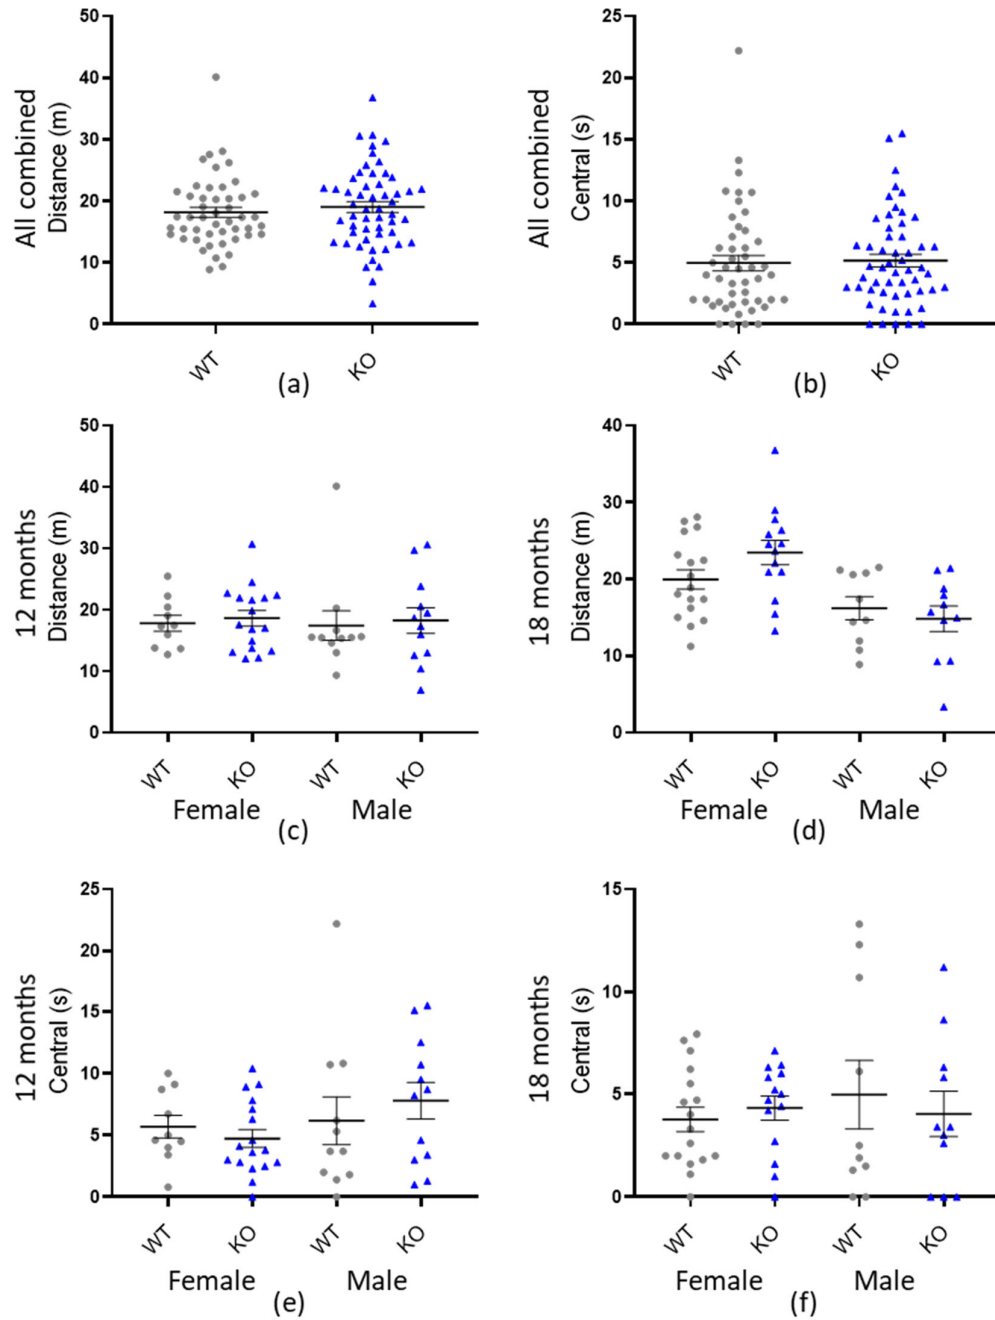 All combined
Distance (m)
50
40
30
20
10
0
WT
KO
(a)
All combined
Central (s)
25
20
15
10
5
0
WT
KO
(b)
12 months
Distance (m)
50
40
30
20
10
0
WT
KO
WT
KO
Female
Male
(c)
18 months
Distance (m)
40
30
20
10
0
WT
KO
WT
KO
Female
Male
(d)
12 months
Central (s)
25
20
15
10
5
0
WT
KO
WT
KO
Female
Male
(e)
18 months
Central (s)
15
10
5
0
WT
KO
WT
KO
Female
Male
(f)